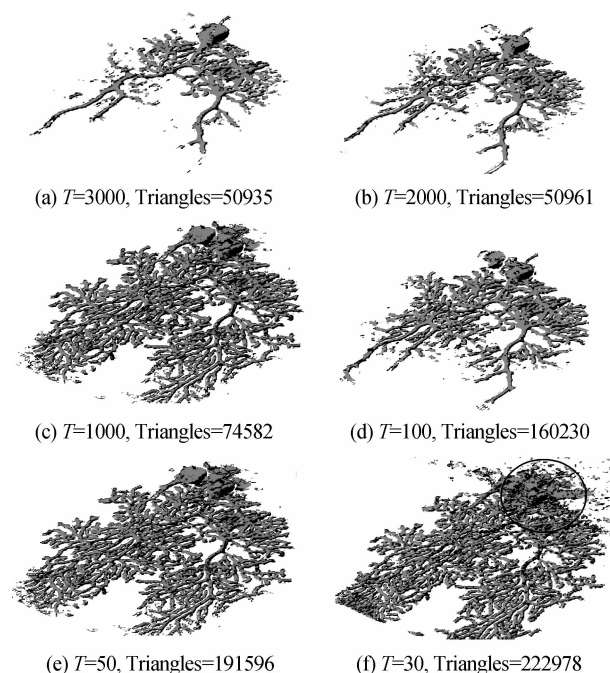 (a) T=3000, Triangles=50935
(b) T=2000, Triangles=50961
(c) T=1000, Triangles=74582
(d) T=100, Triangles=160230
(e) T=50, Triangles=191596
(f) T=30, Triangles=222978